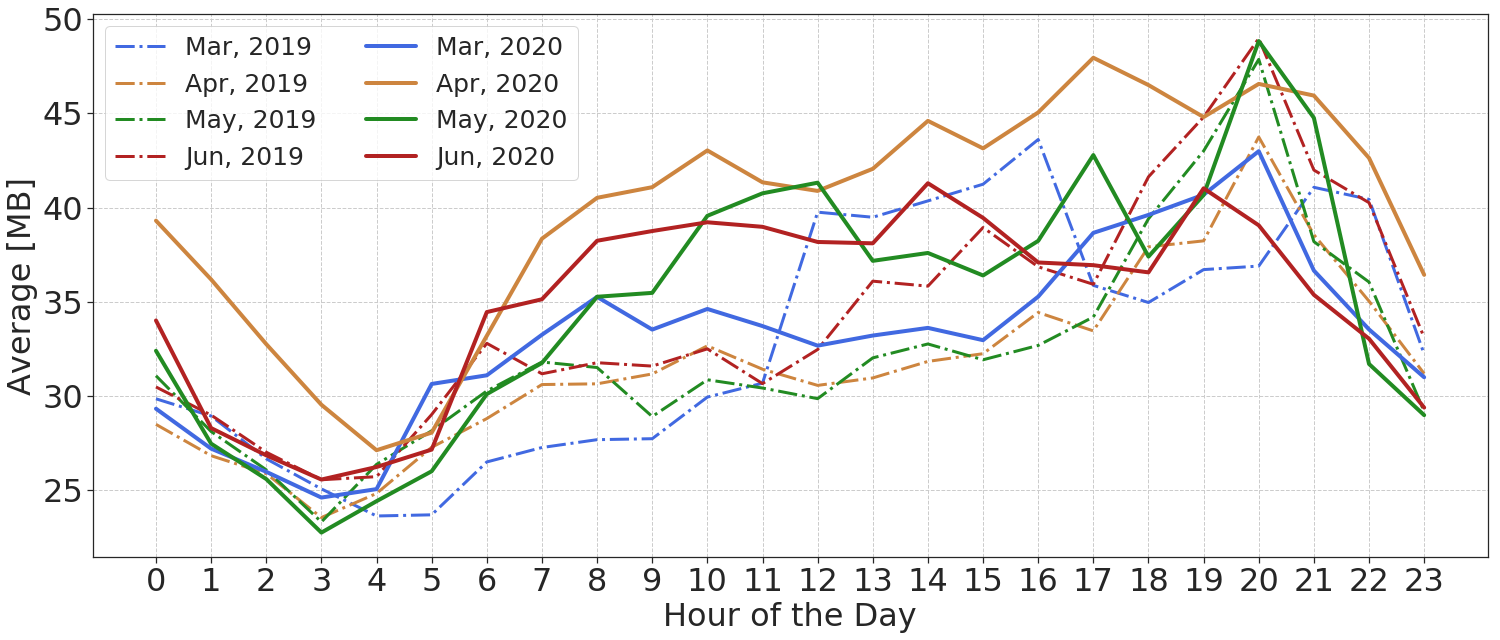 50
45
40
35
30
25
Average [MB]
Mar, 2019
Apr, 2019
May, 2019
Jun, 2019
Mar, 2020
Apr, 2020
May, 2020
Jun, 2020
0 1 2 3 4 5 6 7 8 9 10 11 12 13 14 15 16 17 18 19 20 21 22 23
Hour of the Day